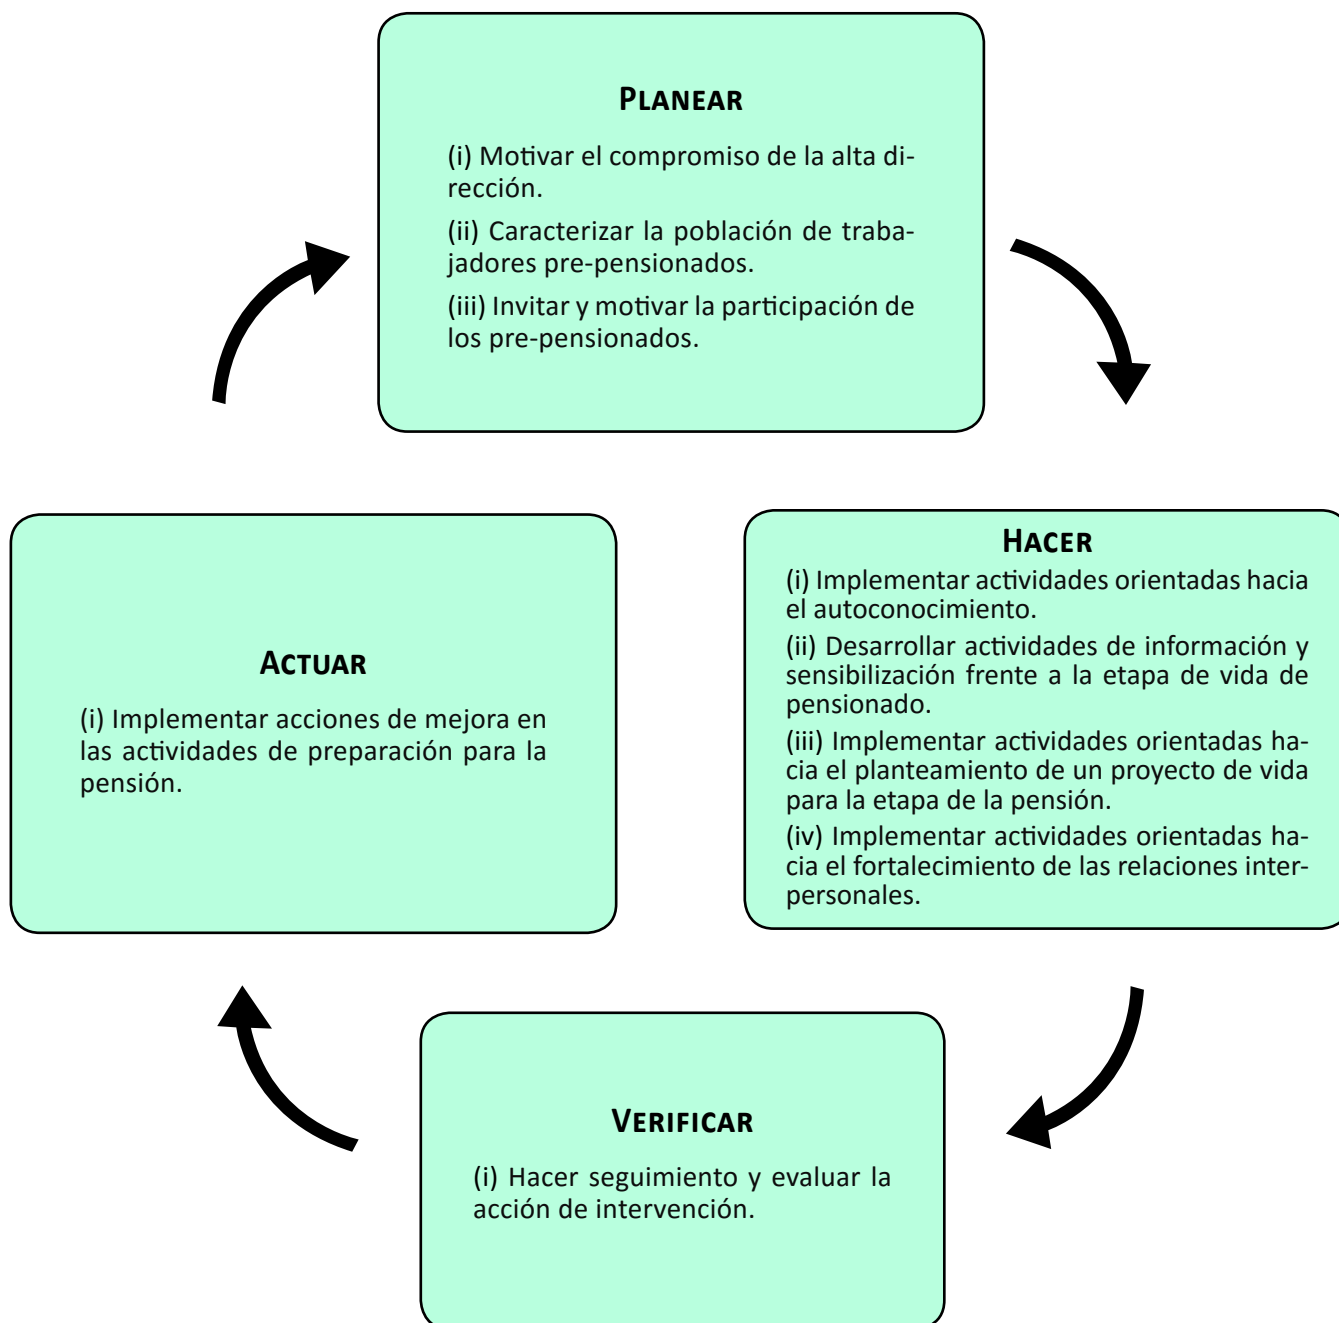 PLANEAR
(i) Motivar el compromiso de la alta di-
rección.
(ii) Caracterizar la población de traba-
jadores pre-pensionados.
(iii) Invitar y motivar la participación de
los pre-pensionados.
HACER
(i) Implementar actividades orientadas hacia
el autoconocimiento.
(ii) Desarrollar actividades de información y
sensibilización frente a la etapa de vida de
pensionado.
(iii) Implementar actividades orientadas ha-
cia el planteamiento de un proyecto de vida
para la etapa de la pensión.
(iv) Implementar actividades orientadas ha-
cia el fortalecimiento de las relaciones inter-
personales.
ACTUAR
(i) Implementar acciones de mejora en
las actividades de preparación para la
pensión.
VERIFICAR
(i) Hacer seguimiento y evaluar la
acción de intervención.